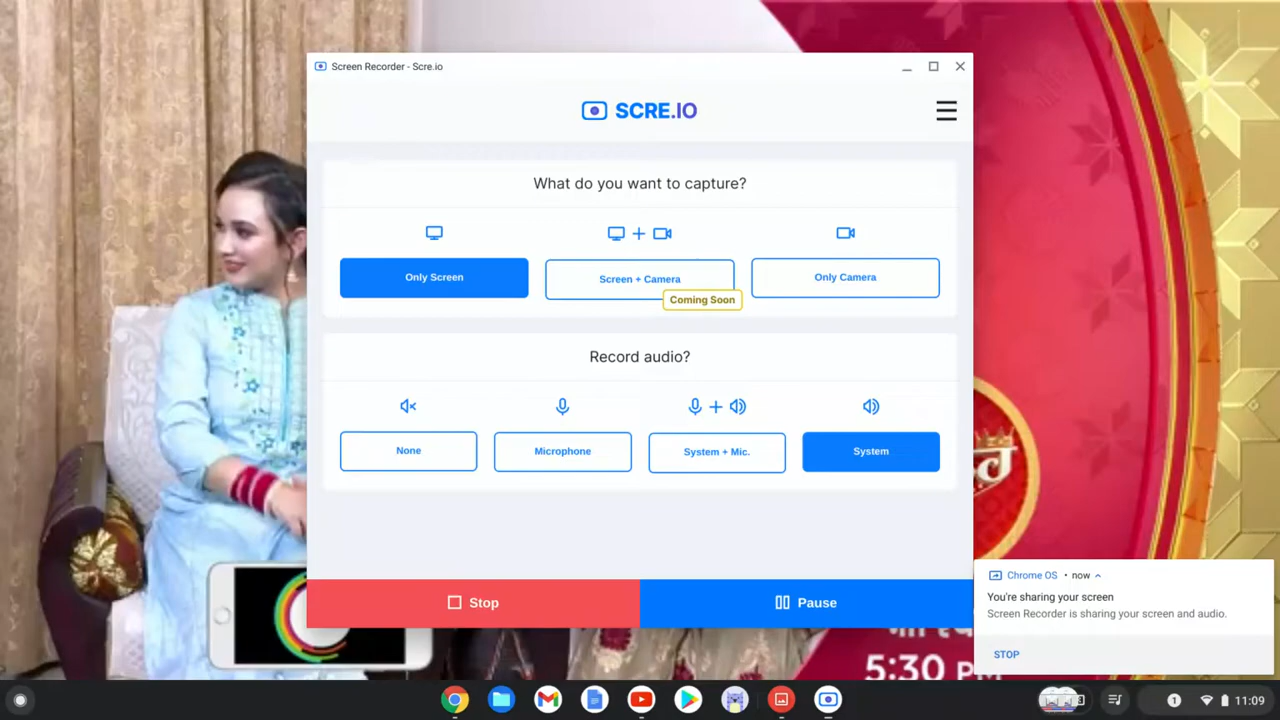 Screen Recorder - Scre.io
SCRE.IO
What do you want to capture?
Only Screen
Screen + Camera
Only Camera
Coming Soon
Record audio?
None
Microphone
System + Mic.
System
Stop
Pause
Chrome OS • now
You're sharing your screen
Screen Recorder is sharing your screen and audio.
STOP
5:30 PM
1
11:09